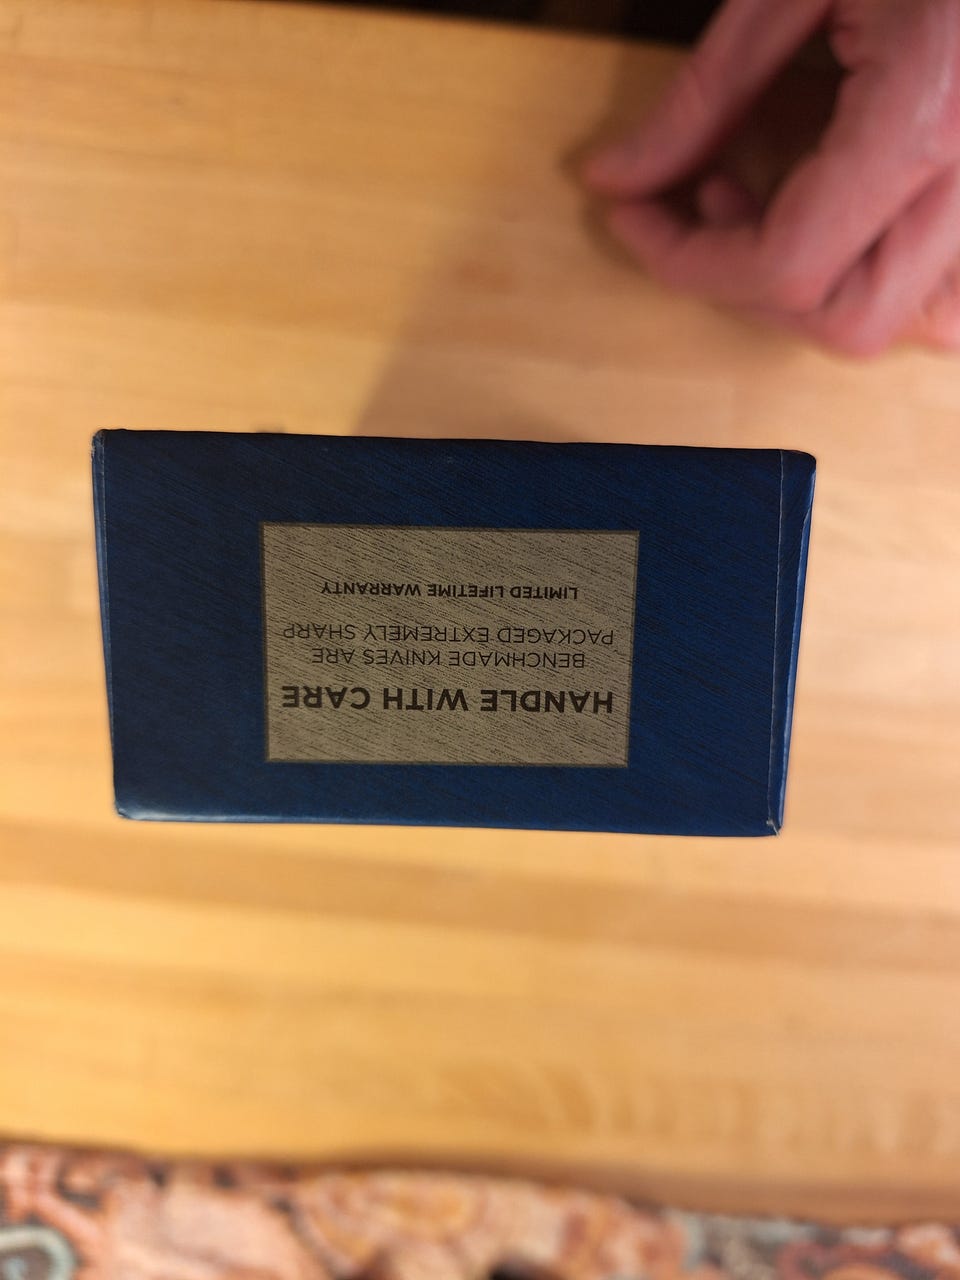 HANDLE WITH CARE
BENCHMADE KNIVES ARE
PACKAGED EXTREMELY SHARP
LIMITED LIFETIME WARRANTY